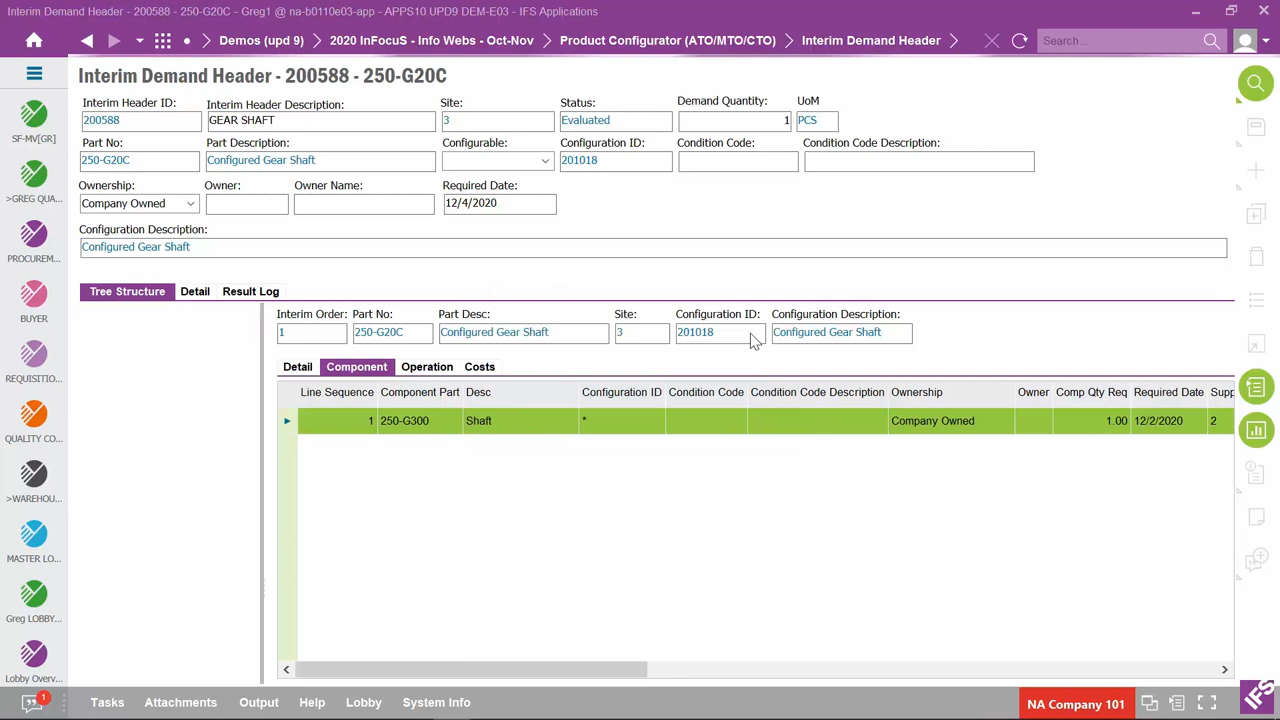 Interim Demand Header - 200588 - 250-G20C - Greg1 @ na-b0110e03-app - APPS10 UPD9 DEM-E03 - IFS Applications
Demos (upd 9) 2020 InFocuS - Info Webs - Oct-Nov Product Configurator (ATO/MTO/CTO) Interim Demand Header Search...
SF-MV[GR]
>GREG QUA...
PROCUREM...
BUYER
REQUISITIO...
QUALITY CO...
>WAREHOU...
MASTER LO...
Greg LOBBY...
Lobby Overv...
Interim Demand Header - 200588 - 250-G20C
Interim Header ID: Interim Header Description: Site: Status: Demand Quantity: UoM
200588 GEAR SHAFT 3 Evaluated 1 PCS
Part No: Part Description: Configurable: Configuration ID: Condition Code: Condition Code Description:
250-G20C Configured Gear Shaft 201018
Ownership: Owner: Owner Name: Required Date:
Company Owned 12/4/2020
Configuration Description:
Configured Gear Shaft
Tree Structure Detail Result Log
Interim Order: Part No: Part Desc: Site: Configuration ID: Configuration Description:
1 250-G20C Configured Gear Shaft 3 201018 Configured Gear Shaft
Detail Component Operation Costs
Line Sequence Component Part Desc Configuration ID Condition Code Condition Code Description Ownership Owner Comp Qty Req Required Date Supp
1 250-G300 Shaft * Company Owned 1.00 12/2/2020 2
1 Tasks Attachments Output Help Lobby System Info NA Company 101 IFS